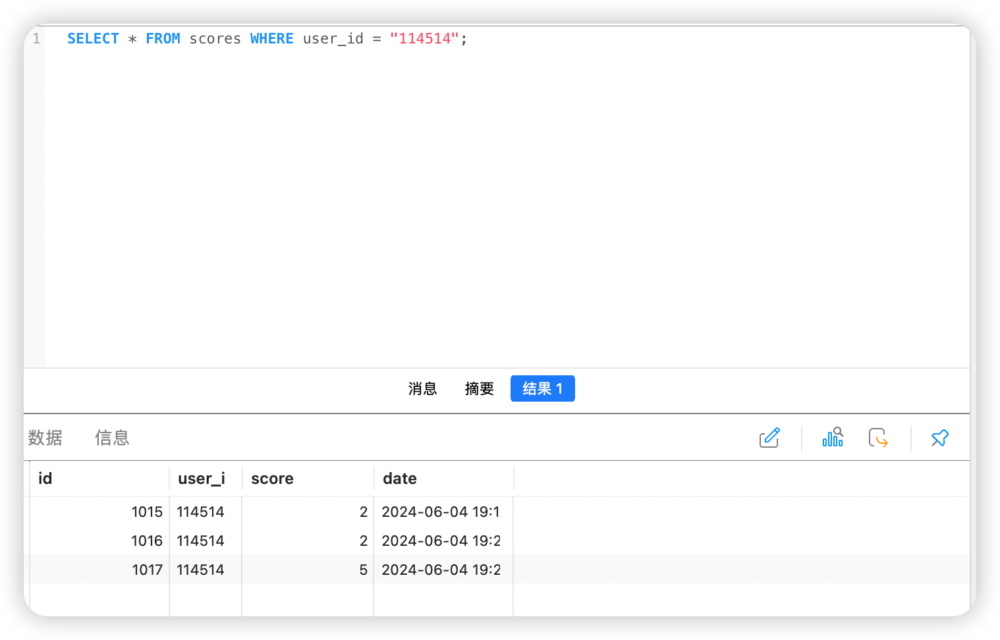 1 SELECT * FROM scores WHERE user_id = "114514";
消息 摘要 结果 1
数据 信息
id user_i score date
1015 114514 2 2024-06-04 19:1
1016 114514 2 2024-06-04 19:2
1017 114514 5 2024-06-04 19:2